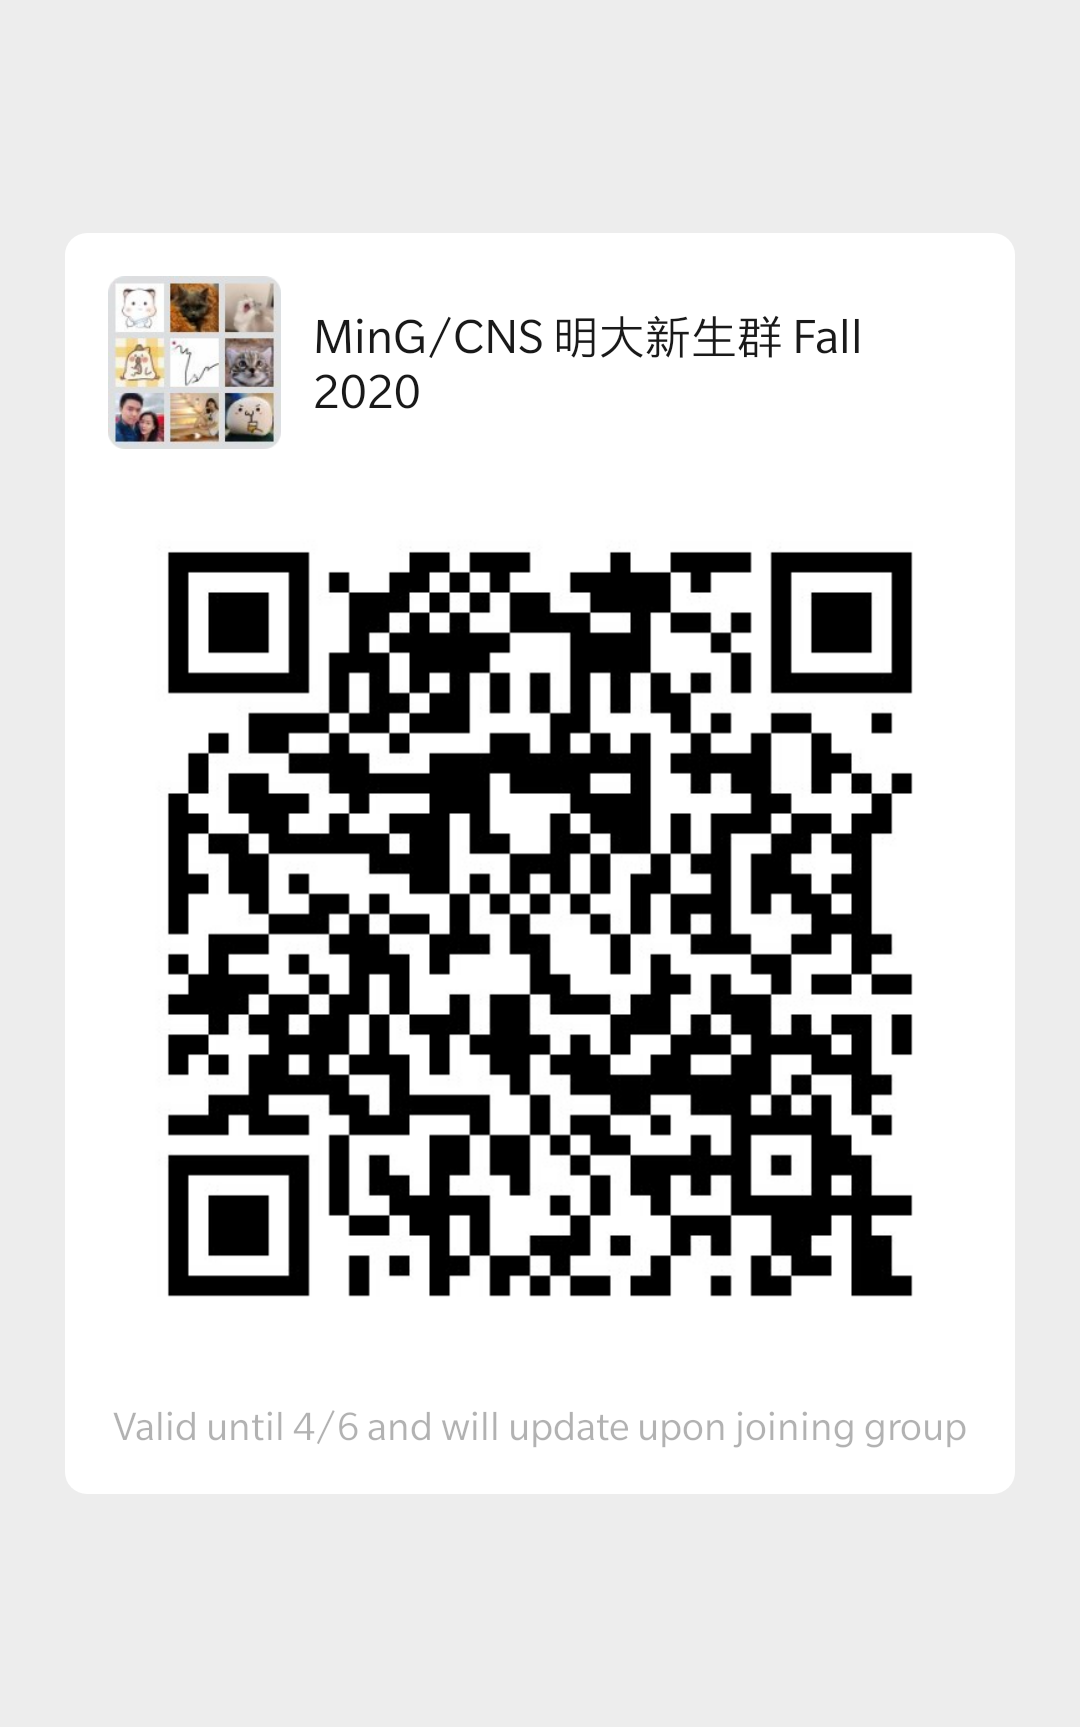 MinG/CNS 明大新生群 Fall
2020
Valid until 4/6 and will update upon joining group